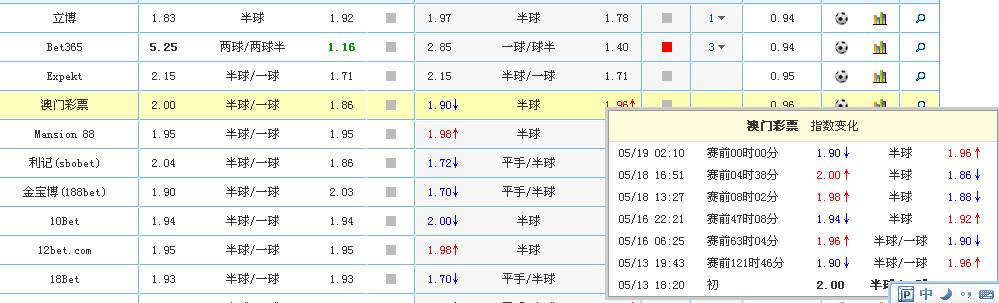 立博 1.83 半球 1.92 1.97 半球 1.78 1 0.94
Bet365 5.25 两球/两球半 1.16 2.85 一球/球半 1.40 3 0.94
Expekt 2.15 半球/一球 1.71 2.15 半球/一球 1.71 0.95
澳门彩票 2.00 半球/一球 1.86 1.90↓ 半球 1.96↑ 0.96
Mansion 88 1.95 半球/一球 1.95 1.98↑ 半球
利记(sbobet) 2.04 半球/一球 1.86 1.72↓ 平手/半球
金宝博(188bet) 1.90 半球/一球 2.03 1.70↓ 平手/半球
10Bet 1.94 半球/一球 1.94 2.00↓ 半球
12bet.com 1.95 半球/一球 1.95 1.98↑ 半球
18Bet 1.93 半球/一球 1.93 1.70↓ 平手/半球
澳门彩票 指数变化
05/19 02:10 赛前00时00分 1.90↓ 半球 1.96↑
05/18 16:51 赛前04时38分 2.00↑ 半球 1.86↓
05/18 13:27 赛前08时02分 1.98↑ 半球 1.88↓
05/16 22:21 赛前47时08分 1.94↓ 半球 1.92↑
05/16 06:25 赛前63时04分 1.96↑ 半球/一球 1.90↓
05/13 19:43 赛前121时46分 1.90↓ 半球/一球 1.96↑
05/13 18:20 初 2.00
P 中